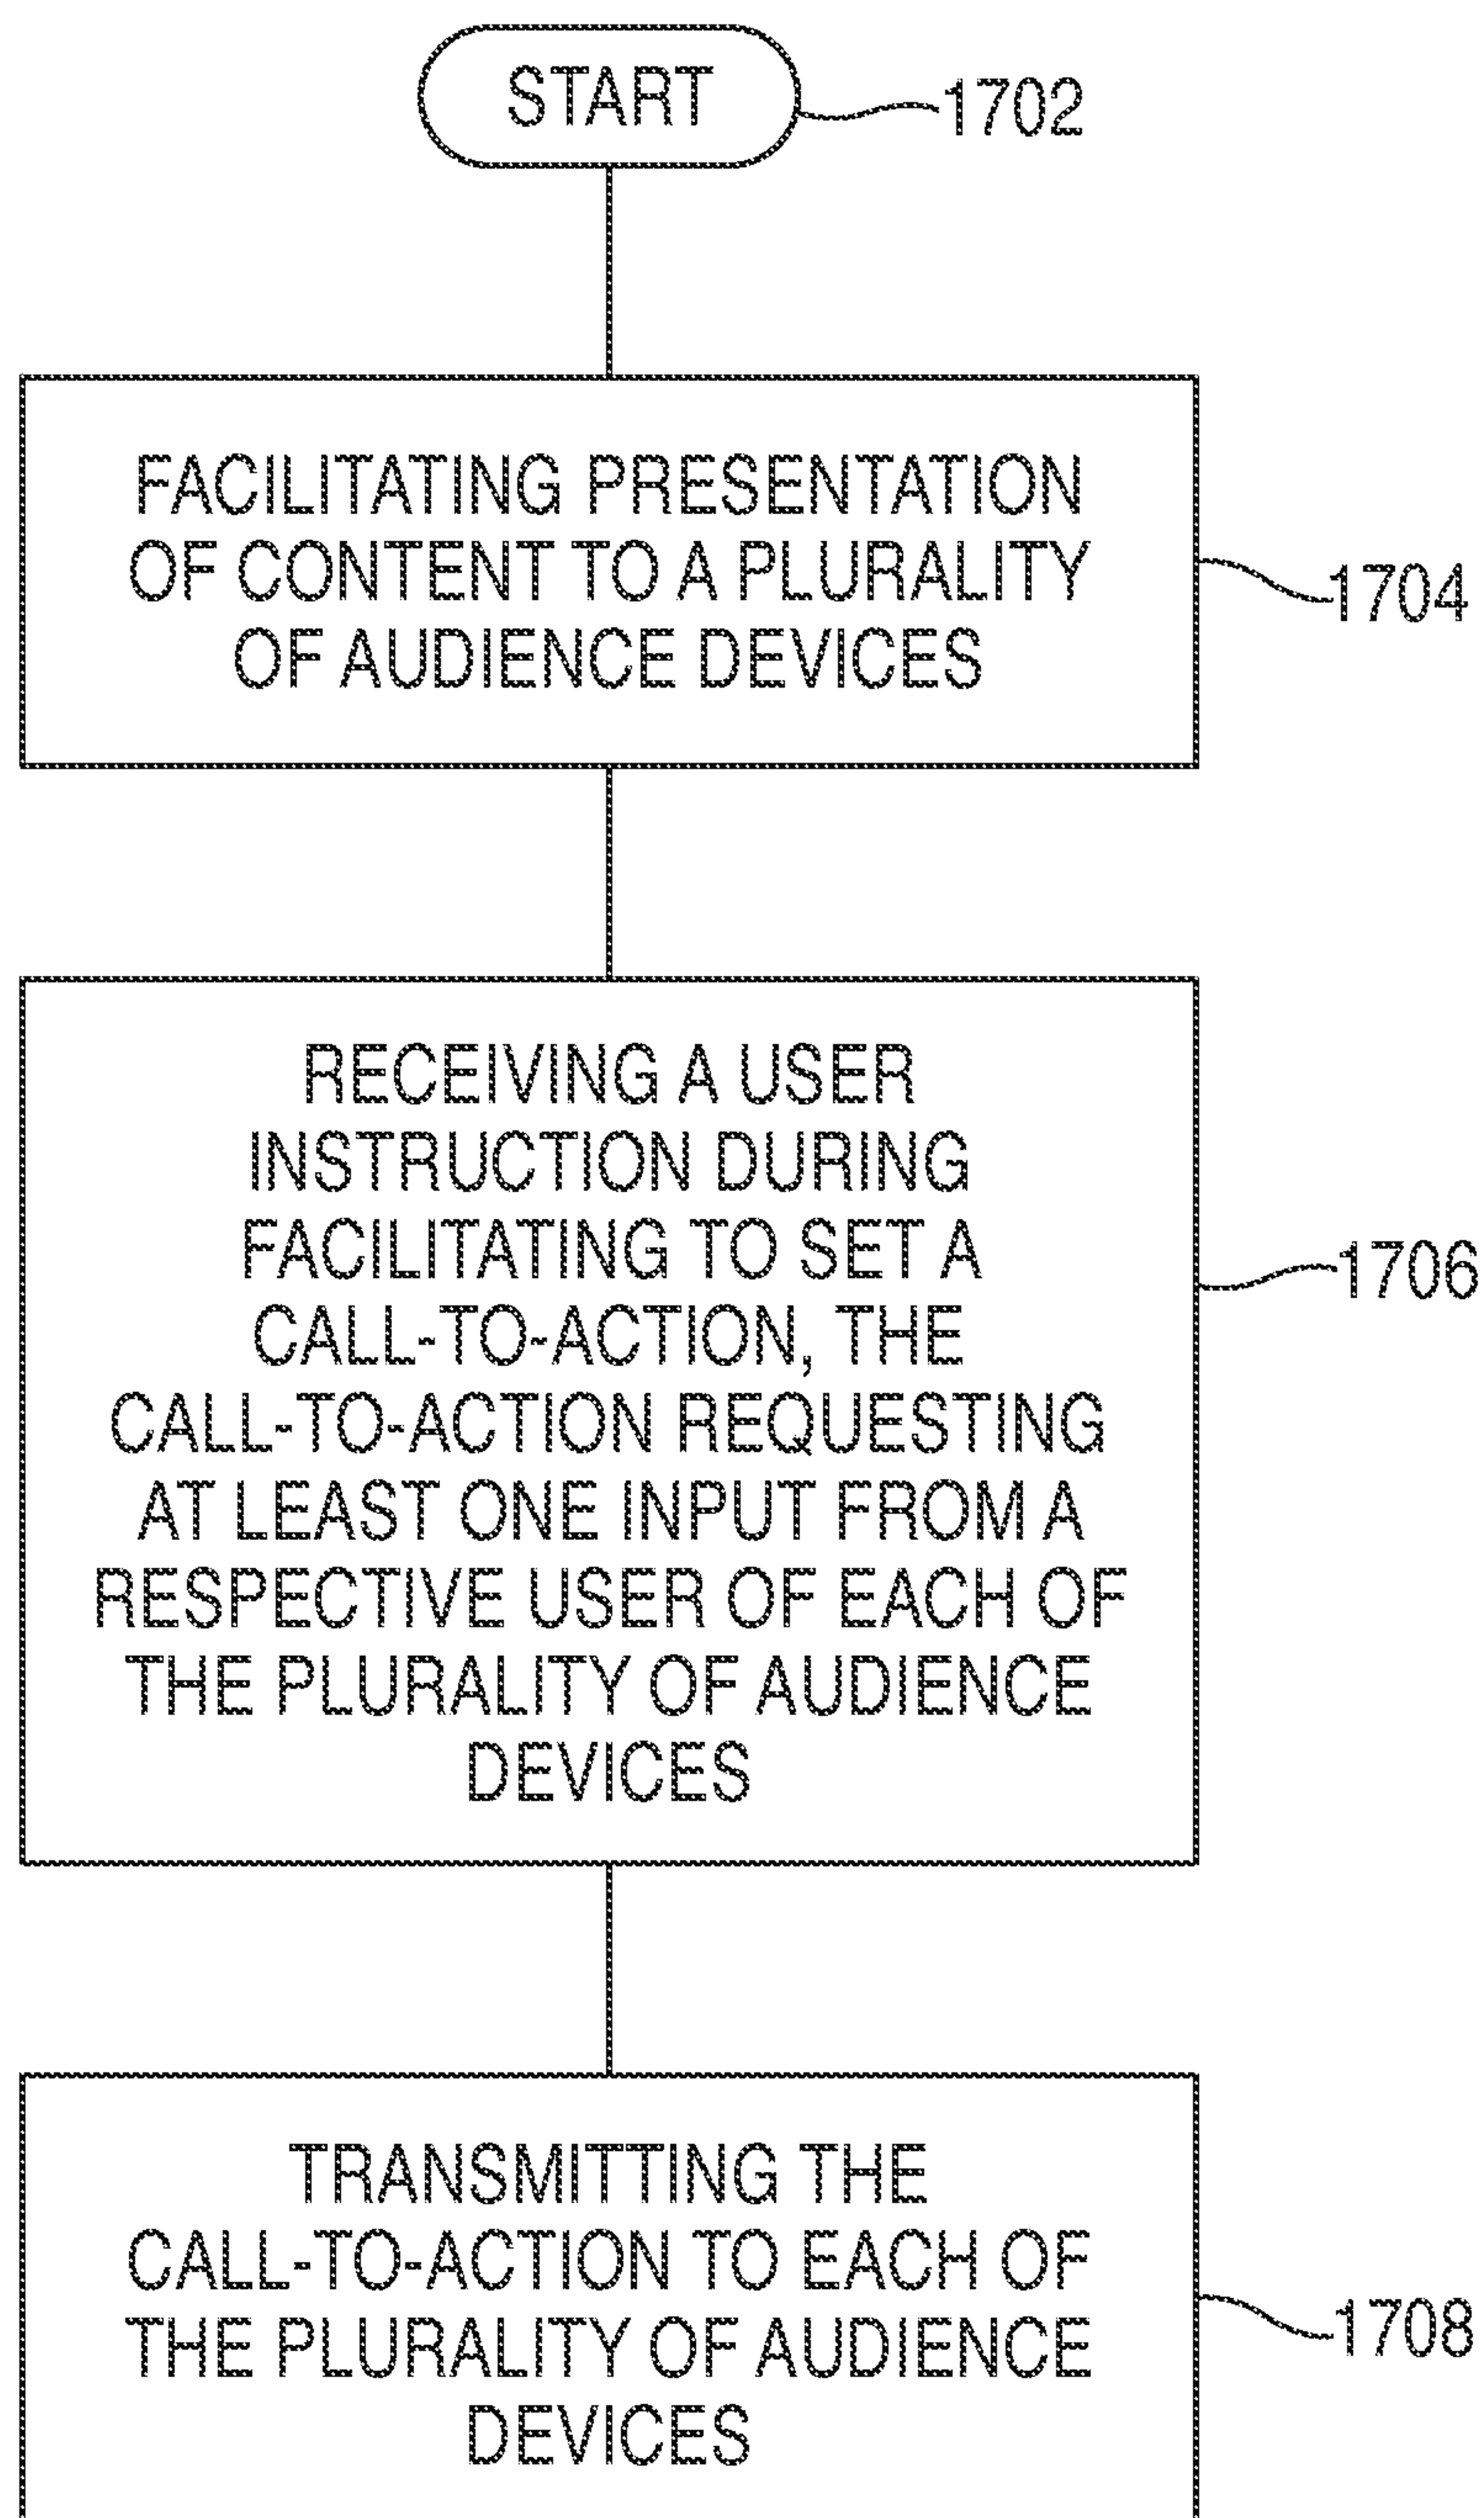 START
1702
FACILITATING PRESENTATION
OF CONTENT TO A PLURALITY
OF AUDIENCE DEVICES
1704
RECEIVING A USER
INSTRUCTION DURING
FACILITATING TO SET A
CALL-TO-ACTION, THE
CALL-TO-ACTION REQUESTING
AT LEAST ONE INPUT FROM A
RESPECTIVE USER OF EACH OF
THE PLURALITY OF AUDIENCE
DEVICES
1706
TRANSMITTING THE
CALL-TO-ACTION TO EACH OF
THE PLURALITY OF AUDIENCE
DEVICES
1708